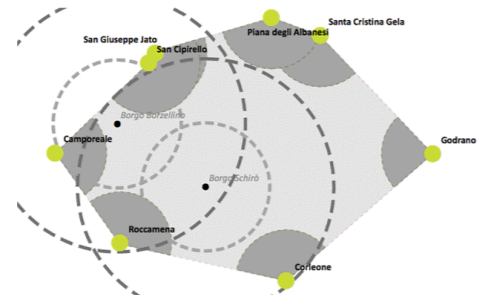 Santa Cristina Gela
Piana degli Albanesi
San Giuseppe Jato
San Cipirello
Borgo Borzellino
Camporeale
Godrano
Borgo Schirò
Roccamena
Corleone